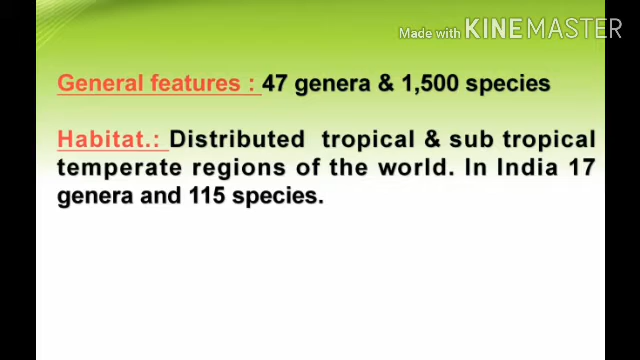 Made with KINEMASTER
General features : 47 genera & 1,500 species
Habitat.: Distributed tropical & sub tropical
temperate regions of the world. In India 17
genera and 115 species.